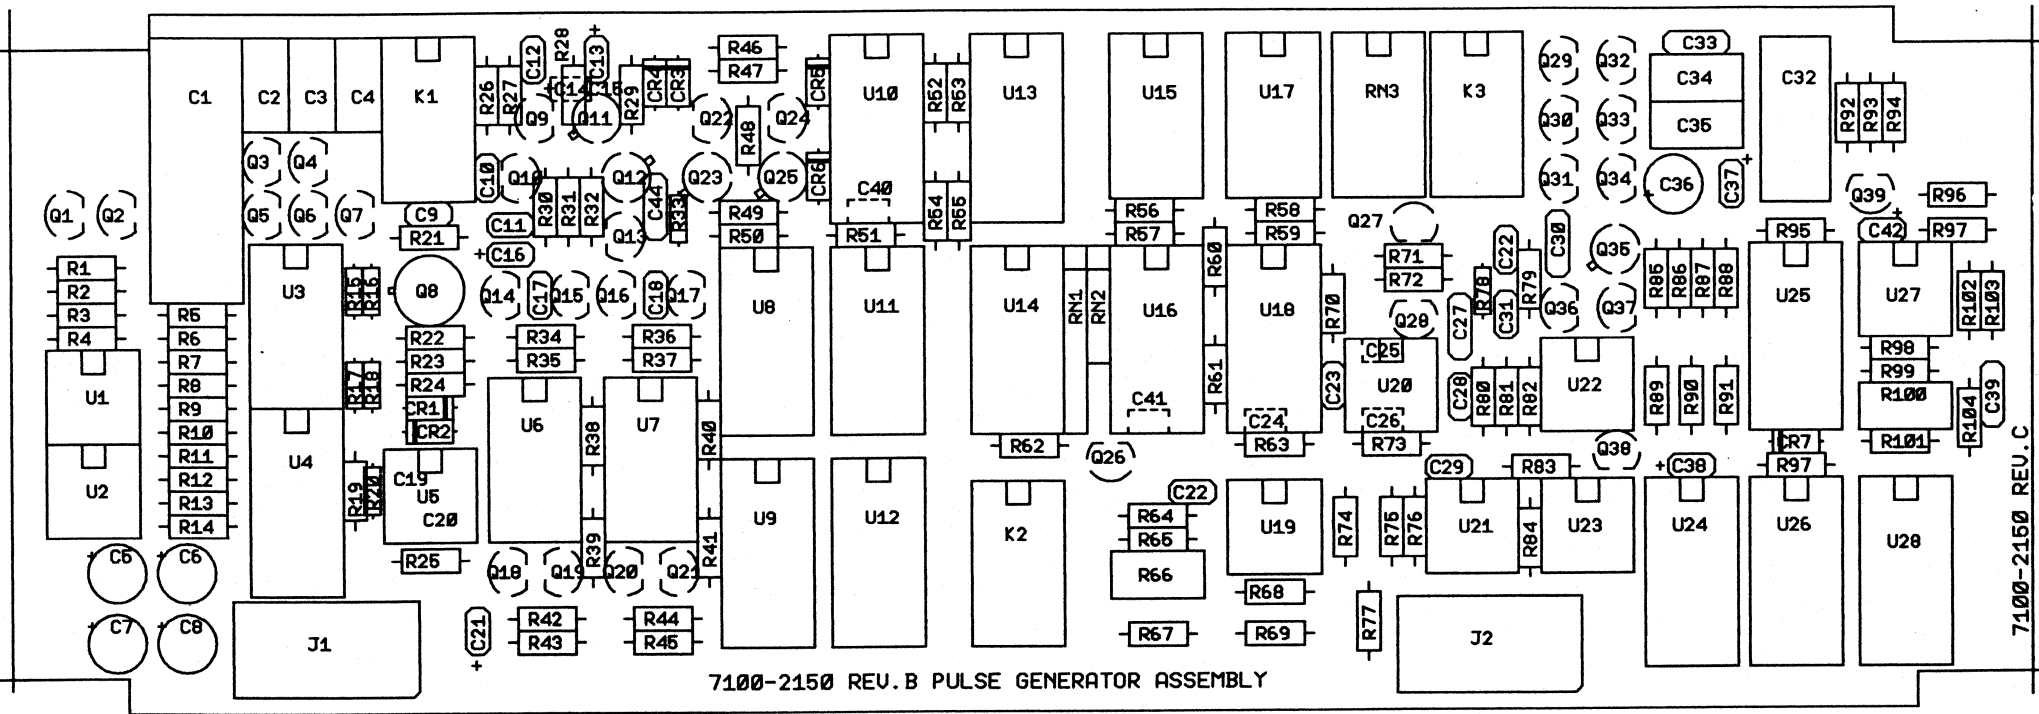 C1
C2
C3
C4
K1
R26
R27
C12
R28
C13
C14
C15
R29
CR4
CR3
R46
R47
CR5
U10
R52
R53
U13
U15
U17
RN3
K3
Q29
Q32
C33
C34
C32
R92
R93
R94
Q9
Q11
Q22
Q24
R48
Q30
Q33
C35
Q3
Q4
C10
Q10
Q12
C44
R33
Q23
Q25
CR6
C40
R54
R55
Q31
Q34
C36
C37
Q39
R96
Q1
Q2
Q5
Q6
Q7
C9
R21
C11
C16
R30
R31
R32
Q13
R49
R50
R51
R56
R57
R58
R59
R60
Q27
R71
R72
C22
C30
Q35
R95
C42
R97
R1
R2
R3
R4
U3
R15
R16
Q8
Q14
C17
Q15
Q16
C18
Q17
U8
U11
U14
RN1
RN2
U16
U18
R70
Q28
C27
R78
C31
R79
Q36
Q37
R85
R86
R87
R88
U25
U27
R102
R103
R5
R6
R7
R8
R9
R10
R11
R12
R13
R14
R22
R23
R24
CR1
CR2
R17
R18
R34
R35
R36
R37
R61
C23
C25
U20
C26
R73
C28
R80
R81
R82
U22
R89
R90
R91
R98
R99
R100
R101
R104
C39
U1
U2
U4
R19
R20
C19
U5
C20
R25
U6
R38
R39
U7
R40
R41
U9
U12
R62
K2
C41
Q26
C24
R63
C22
R64
R65
R66
U19
R74
R75
R76
C29
R83
Q38
C38
CR7
R97
U21
R84
U23
U24
U26
U28
C5
C6
C7
C8
J1
C21
Q18
Q19
Q20
Q21
R42
R43
R44
R45
R67
R68
R69
R77
J2
7100-2150 REV.B PULSE GENERATOR ASSEMBLY
7100-2150 REV.C